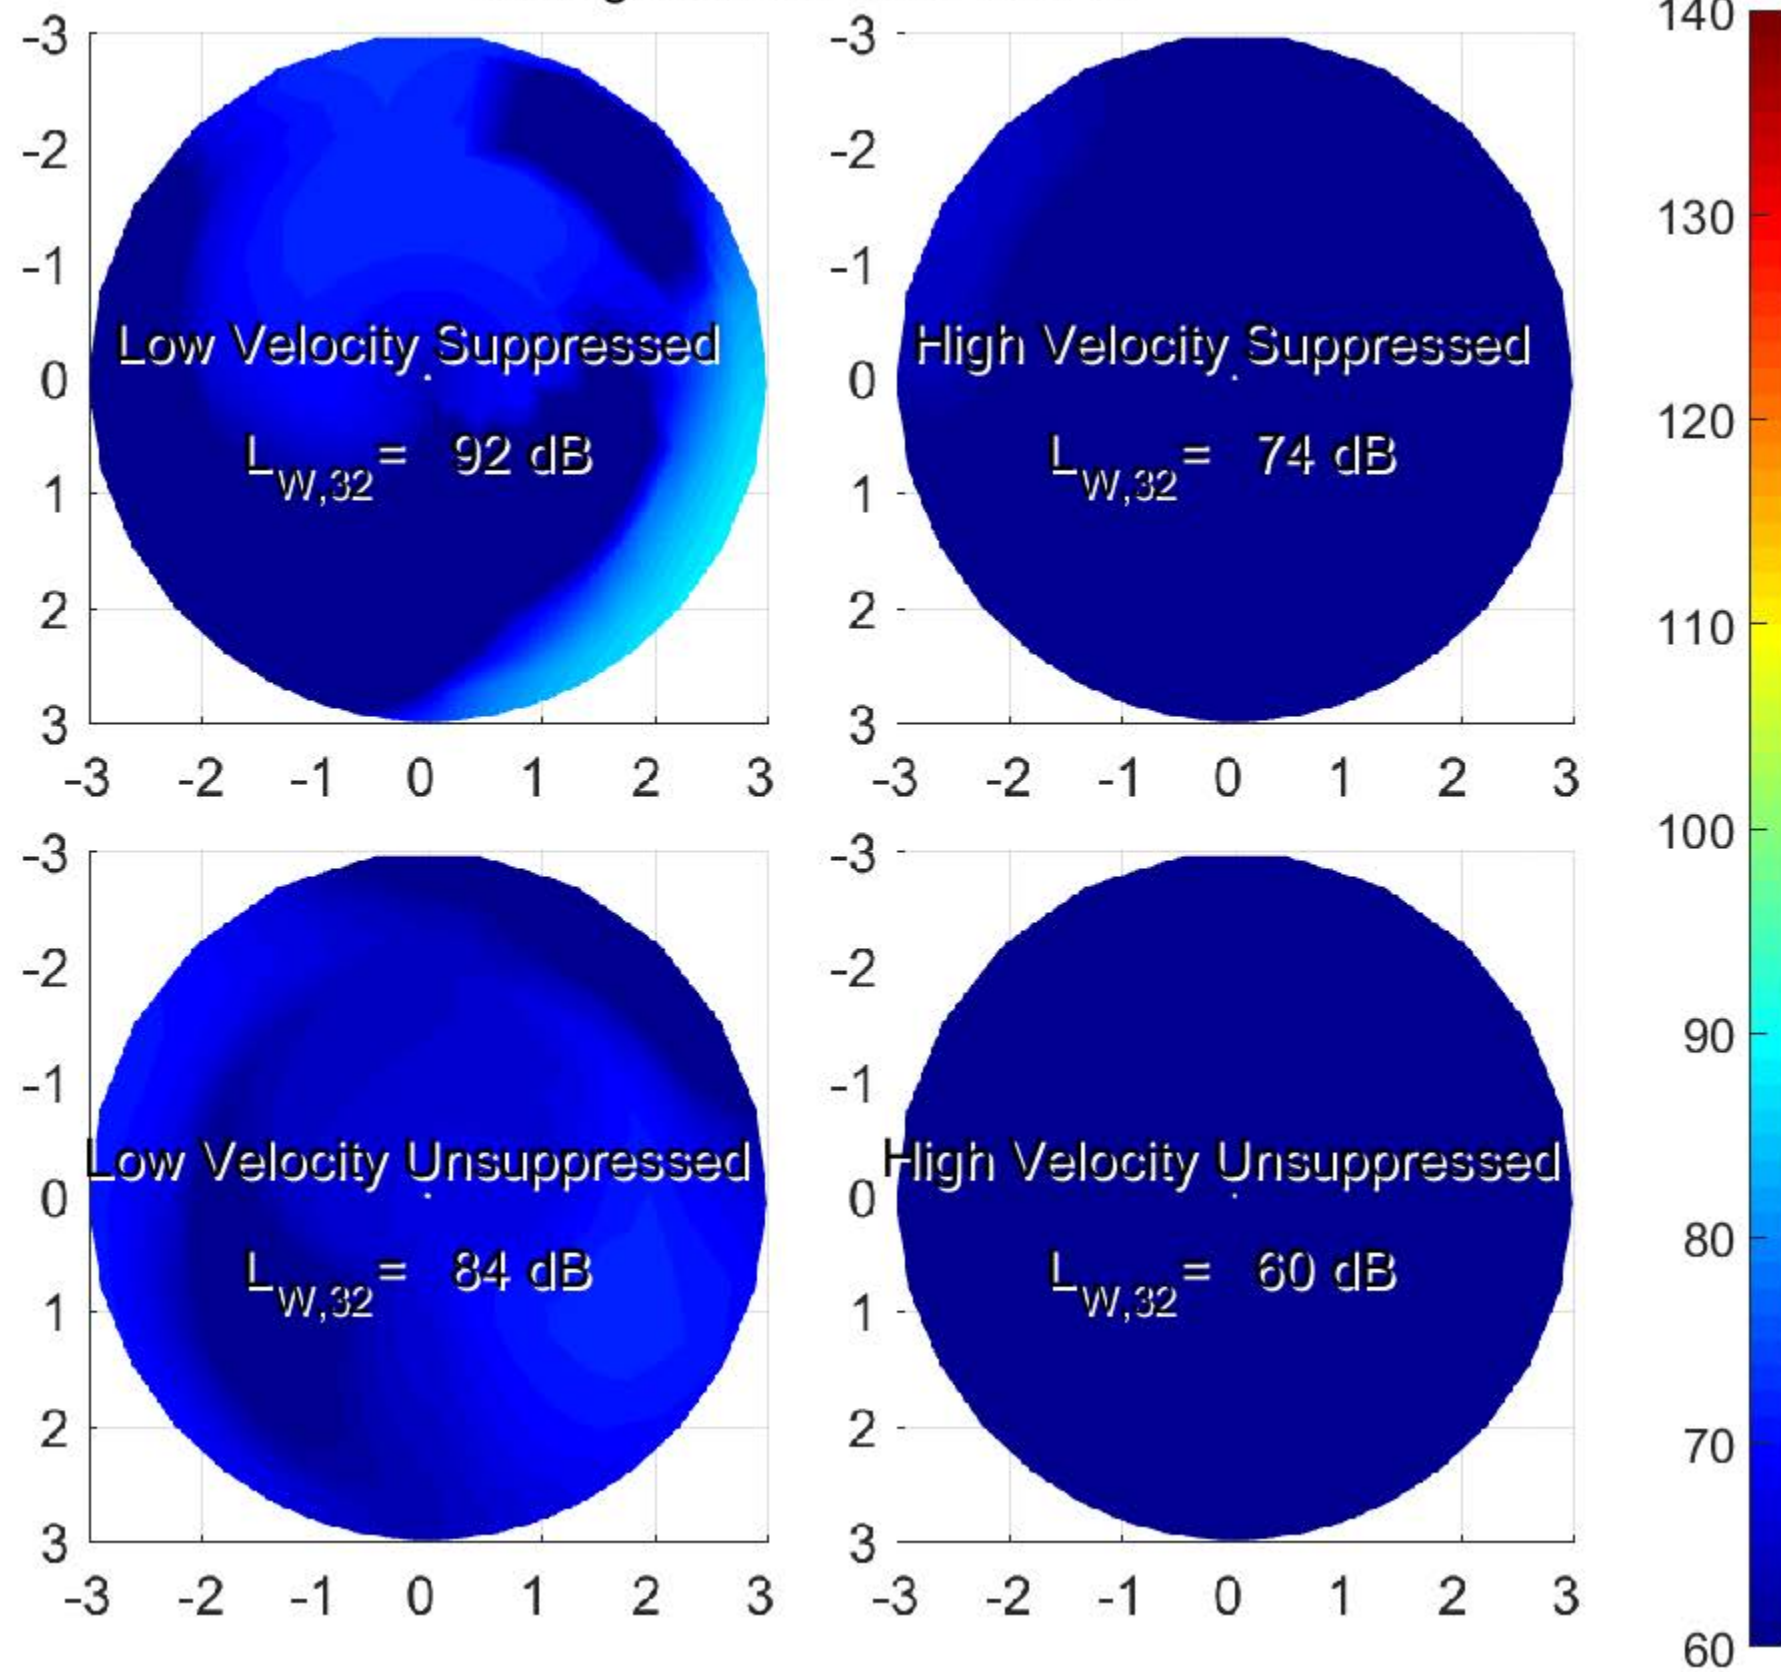 -3 -2 -1 0 1 2 3
Low Velocity Suppressed
L_W,32 = 92 dB
-3 -2 -1 0 1 2 3
-3 -2 -1 0 1 2 3
High Velocity Suppressed
L_W,32 = 74 dB
-3 -2 -1 0 1 2 3
-3 -2 -1 0 1 2 3
Low Velocity Unsuppressed
L_W,32 = 84 dB
-3 -2 -1 0 1 2 3
-3 -2 -1 0 1 2 3
High Velocity Unsuppressed
L_W,32 = 60 dB
-3 -2 -1 0 1 2 3
140
130
120
110
100
90
80
70
60